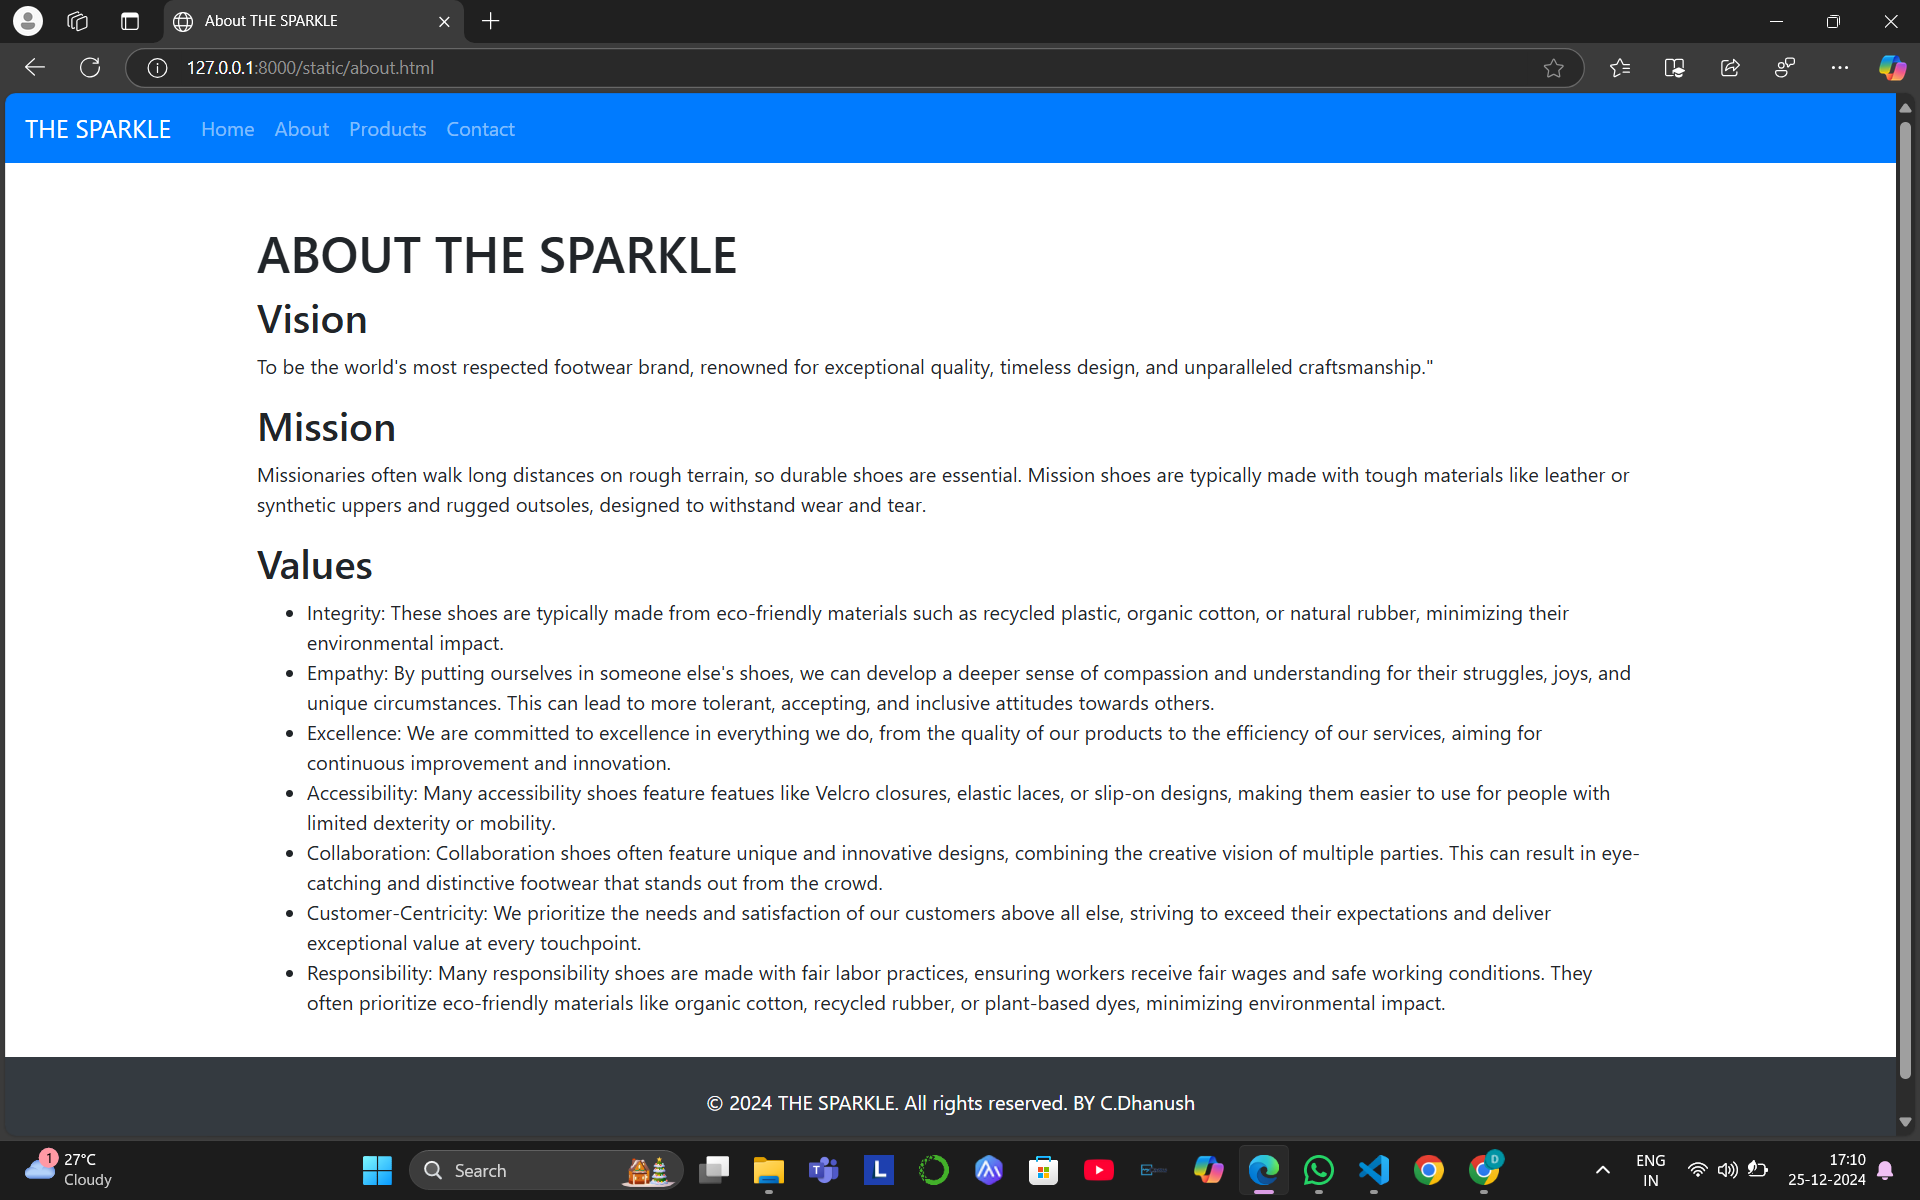 About THE SPARKLE
127.0.0.1:8000/static/about.html
THE SPARKLE Home About Products Contact
ABOUT THE SPARKLE
Vision
To be the world's most respected footwear brand, renowned for exceptional quality, timeless design, and unparalleled craftsmanship."
Mission
Missionaries often walk long distances on rough terrain, so durable shoes are essential. Mission shoes are typically made with tough materials like leather or
synthetic uppers and rugged outsoles, designed to withstand wear and tear.
Values
• Integrity: These shoes are typically made from eco-friendly materials such as recycled plastic, organic cotton, or natural rubber, minimizing their
environmental impact.
• Empathy: By putting ourselves in someone else's shoes, we can develop a deeper sense of compassion and understanding for their struggles, joys, and
unique circumstances. This can lead to more tolerant, accepting, and inclusive attitudes towards others.
• Excellence: We are committed to excellence in everything we do, from the quality of our products to the efficiency of our services, aiming for
continuous improvement and innovation.
• Accessibility: Many accessibility shoes feature featues like Velcro closures, elastic laces, or slip-on designs, making them easier to use for people with
limited dexterity or mobility.
• Collaboration: Collaboration shoes often feature unique and innovative designs, combining the creative vision of multiple parties. This can result in eye-
catching and distinctive footwear that stands out from the crowd.
• Customer-Centricity: We prioritize the needs and satisfaction of our customers above all else, striving to exceed their expectations and deliver
exceptional value at every touchpoint.
• Responsibility: Many responsibility shoes are made with fair labor practices, ensuring workers receive fair wages and safe working conditions. They
often prioritize eco-friendly materials like organic cotton, recycled rubber, or plant-based dyes, minimizing environmental impact.
© 2024 THE SPARKLE. All rights reserved. BY C.Dhanush
1
27°C
Cloudy
Search
L
D
ENG
IN
17:10
25-12-2024